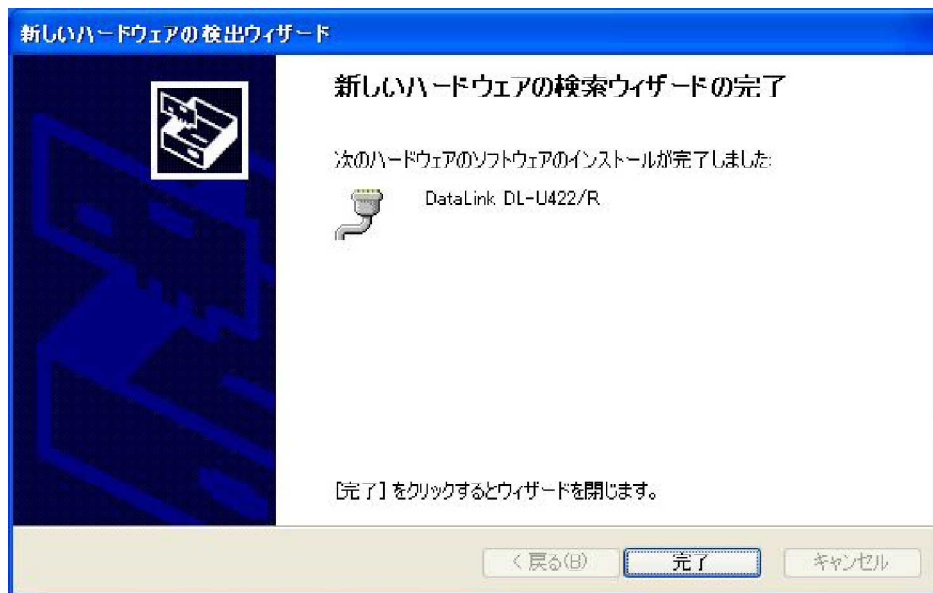 新しいハードウェアの検出ウィザード
新しいハードウェアの検索ウィザードの完了
次のハードウェアのソフトウェアのインストールが完了しました:
DataLink DL-U422/R
[完了] をクリックするとウィザードを閉じます。
< 戻る(B)
完了
キャンセル